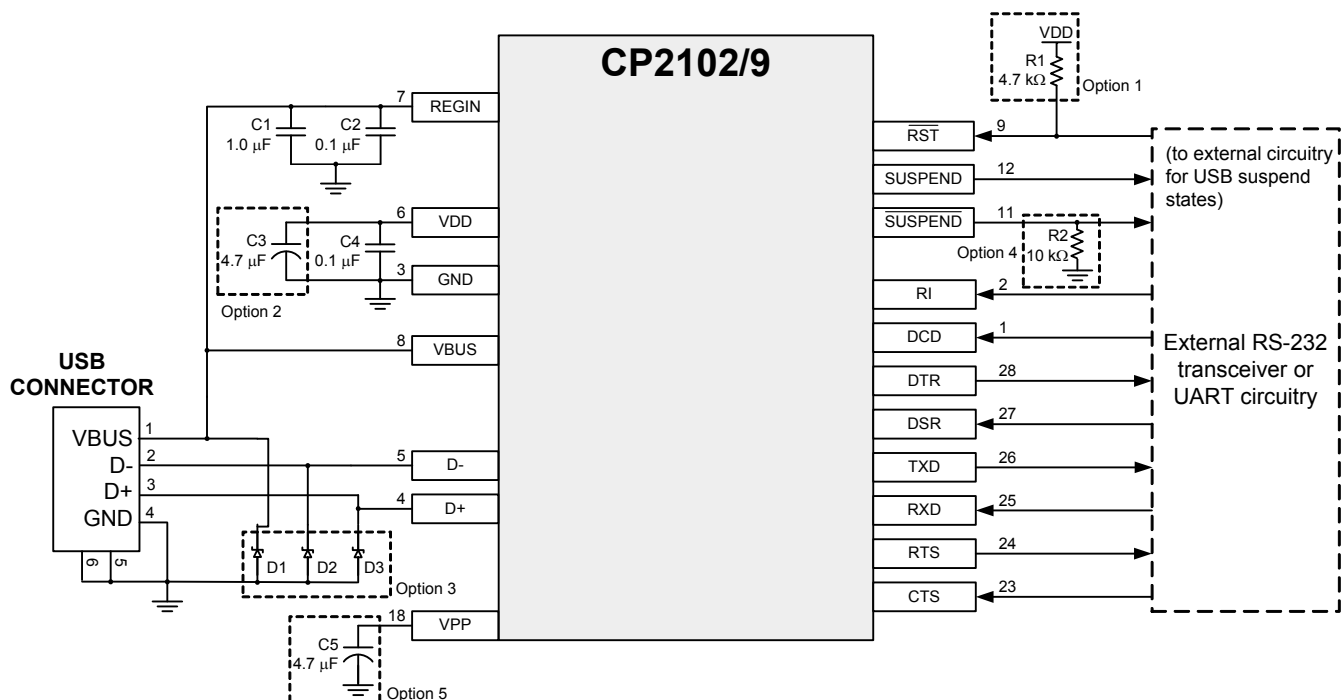 CP2102/9
VDD
R1
4.7 kΩ
Option 1
7
REGIN
C1
1.0 μF
C2
0.1 μF
RST
9
(to external circuitry
for USB suspend
states)
SUSPEND
12
6
VDD
SUSPEND
11
C3
4.7 μF
C4
0.1 μF
R2
10 kΩ
Option 4
3
GND
Option 2
RI
2
8
VBUS
DCD
1
External RS-232
transceiver or
UART circuitry
USB
CONNECTOR
DTR
28
DSR
27
VBUS
1
D-
2
5
D-
TXD
26
D+
3
4
D+
RXD
25
GND
4
6
5
D1
D2
D3
Option 3
RTS
24
CTS
23
18
VPP
C5
4.7 μF
Option 5